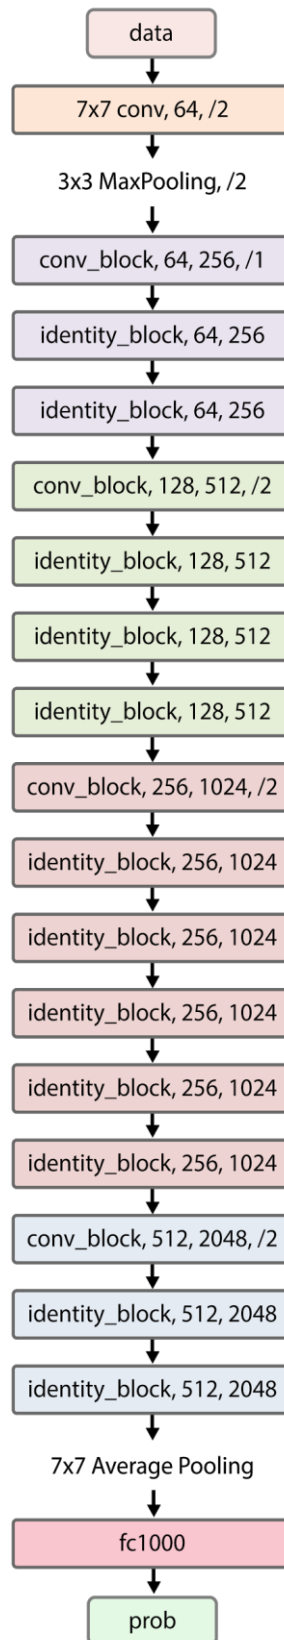 data
7x7 conv, 64, /2
3x3 MaxPooling, /2
conv_block, 64, 256, /1
identity_block, 64, 256
identity_block, 64, 256
conv_block, 128, 512, /2
identity_block, 128, 512
identity_block, 128, 512
identity_block, 128, 512
conv_block, 256, 1024, /2
identity_block, 256, 1024
identity_block, 256, 1024
identity_block, 256, 1024
identity_block, 256, 1024
identity_block, 256, 1024
conv_block, 512, 2048, /2
identity_block, 512, 2048
identity_block, 512, 2048
7x7 Average Pooling
fc1000
prob